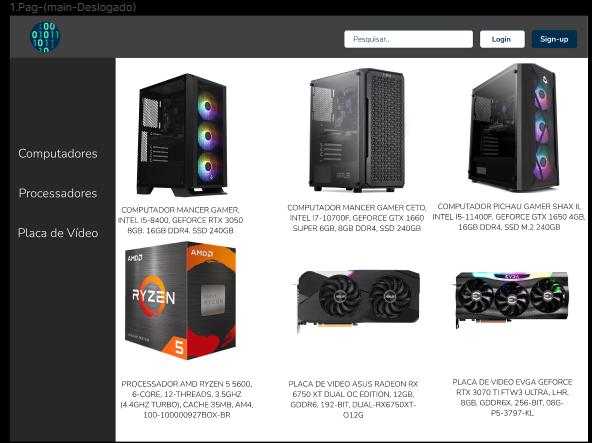 1.Pag-(main-Deslogado)
Pesquisar..
Login
Sign-up
Computadores
Processadores
Placa de Vídeo
COMPUTADOR MANCER GAMER,
INTEL I5-8400, GEFORCE RTX 3050
8GB, 16GB DDR4, SSD 240GB
COMPUTADOR MANCER GAMER CETO,
INTEL I7-10700F, GEFORCE GTX 1660
SUPER 6GB, 8GB DDR4, SSD 240GB
COMPUTADOR PICHAU GAMER SHAX II,
INTEL I5-11400F, GEFORCE GTX 1650 4GB,
16GB DDR4, SSD M.2 240GB
AMD
AMD
RYZEN
5
EVGA
PROCESSADOR AMD RYZEN 5 5600,
6-CORE, 12-THREADS, 3.5GHZ
(4.4GHZ TURBO), CACHE 35MB, AM4,
100-100000927BOX-BR
PLACA DE VIDEO ASUS RADEON RX
6750 XT DUAL OC EDITION, 12GB,
GDDR6, 192-BIT, DUAL-RX6750XT-
O12G
PLACA DE VIDEO EVGA GEFORCE
RTX 3070 TI FTW3 ULTRA, LHR,
8GB, GDDR6X, 256-BIT, 08G-
P5-3797-KL